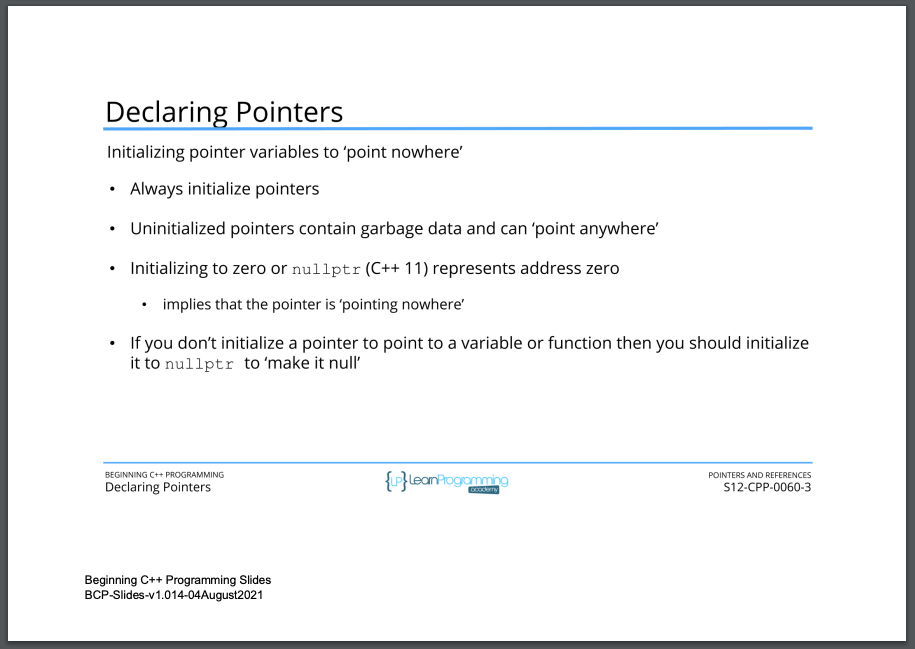 Declaring Pointers
Initializing pointer variables to ‘point nowhere’
• Always initialize pointers
• Uninitialized pointers contain garbage data and can ‘point anywhere’
• Initializing to zero or nullptr (C++ 11) represents address zero
• implies that the pointer is ‘pointing nowhere’
• If you don’t initialize a pointer to point to a variable or function then you should initialize
it to nullptr to ‘make it null’
BEGINNING C++ PROGRAMMING
Declaring Pointers
{LP} LearnProgramming
academy
POINTERS AND REFERENCES
S12-CPP-0060-3
Beginning C++ Programming Slides
BCP-Slides-v1.014-04August2021